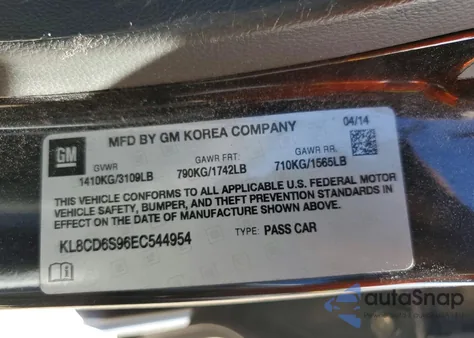 MFD BY GM KOREA COMPANY
04/14
GM
GVWR
GAWR FRT.
GAWR RR.
1410KG/3109LB
790KG/1742LB
710KG/1565LB
THIS VEHICLE CONFORMS TO ALL APPLICABLE U.S. FEDERAL MOTOR
VEHICLE SAFETY, BUMPER, AND THEFT PREVENTION STANDARDS IN
EFFECT ON THE DATE OF MANUFACTURE SHOWN ABOVE.
KL8CD6S96EC544954
TYPE: PASS CAR
autoSnap